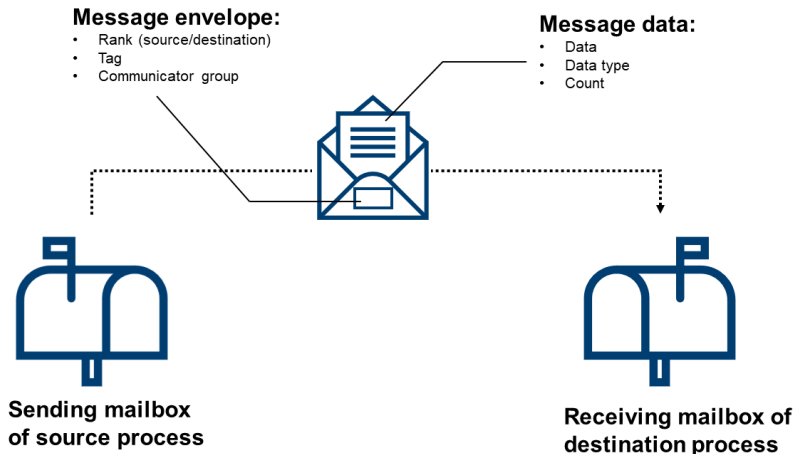 Message envelope:
• Rank (source/destination)
• Tag
• Communicator group
Message data:
• Data
• Data type
• Count
Sending mailbox
of source process
Receiving mailbox of
destination process